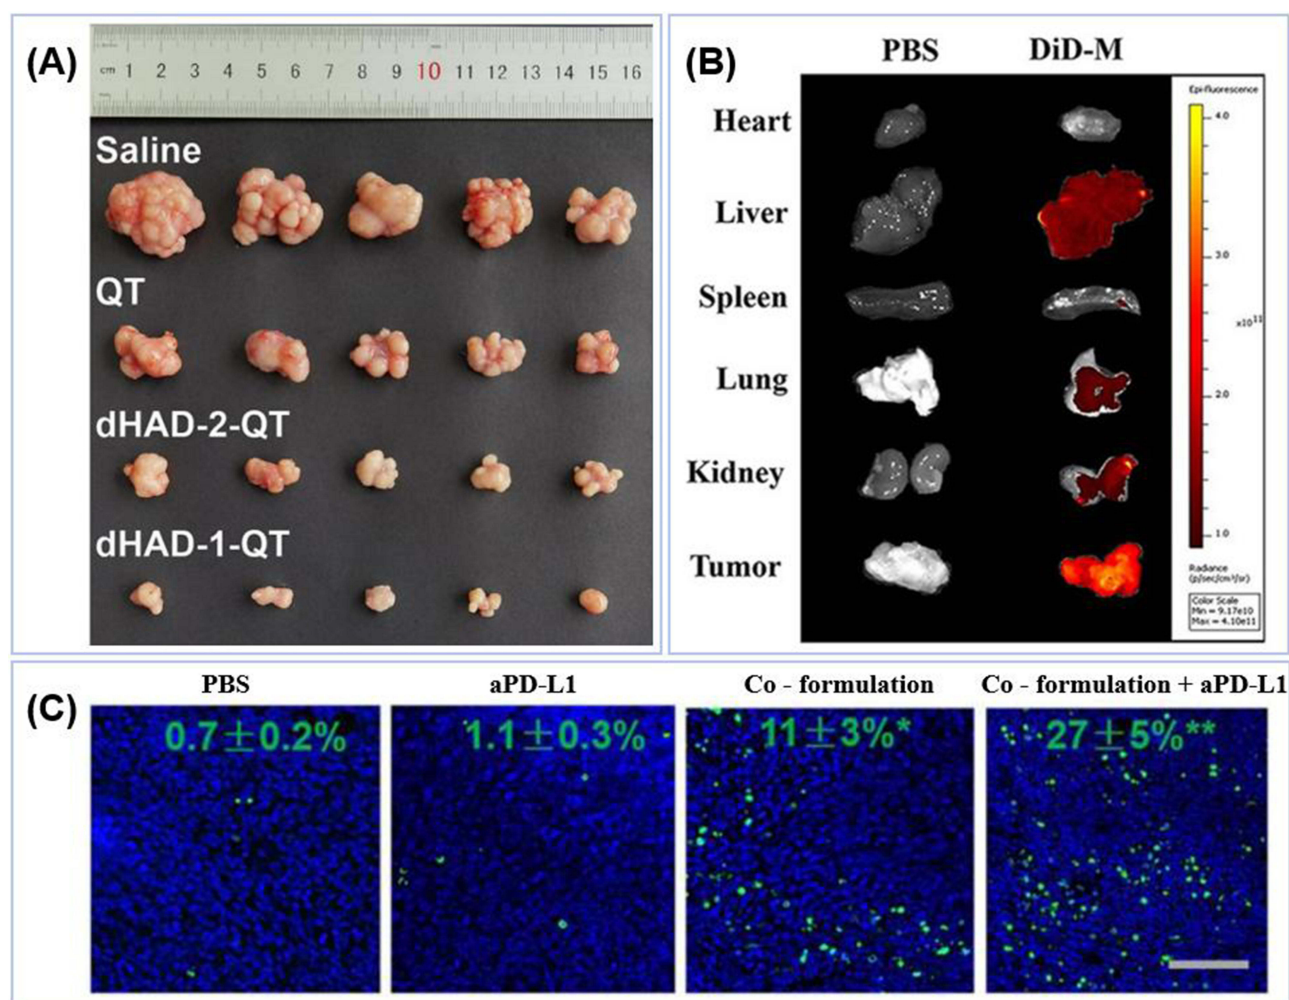 (A)
cm 1 2 3 4 5 6 7 8 9 10 11 12 13 14 15 16
Saline
QT
dHAD-2-QT
dHAD-1-QT
(B)
PBS DiD-M
Heart
Liver
Spleen
Lung
Kidney
Tumor
Epi-fluorescence
4.0
3.0
x10¹¹
2.0
1.0
Radiance
(p/sec/cm²/sr)
Color Scale
Min = 9.17e10
Max = 4.10e11
(C)
PBS aPD-L1 Co - formulation Co - formulation + aPD-L1
0.7±0.2% 1.1±0.3% 11±3%* 27±5%**